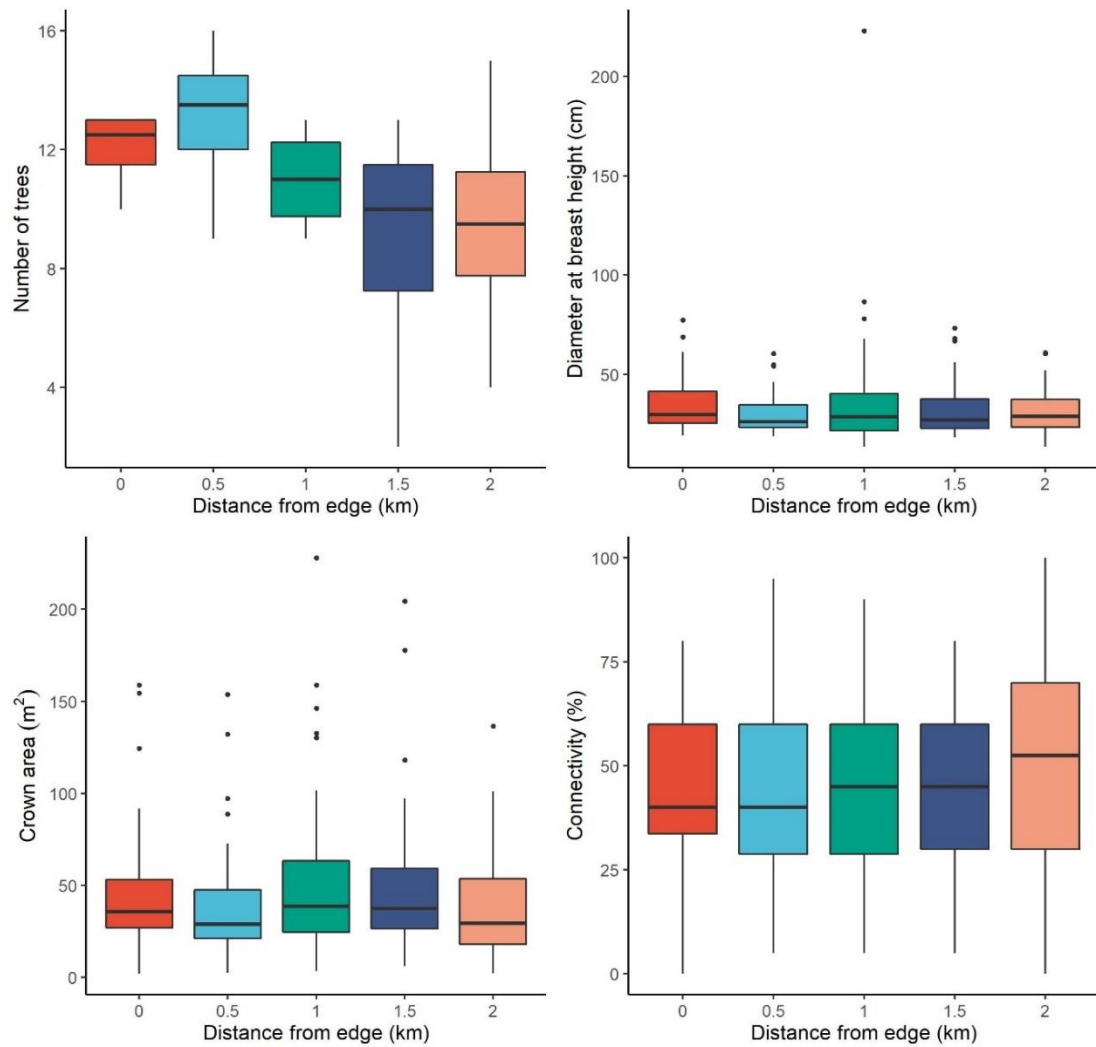 Number of trees
16
12
8
4
0 0.5 1 1.5 2
Distance from edge (km)
Diameter at breast height (cm)
200
150
100
50
0 0.5 1 1.5 2
Distance from edge (km)
Crown area (m²)
200
150
100
50
0
0 0.5 1 1.5 2
Distance from edge (km)
Connectivity (%)
100
75
50
25
0
0 0.5 1 1.5 2
Distance from edge (km)